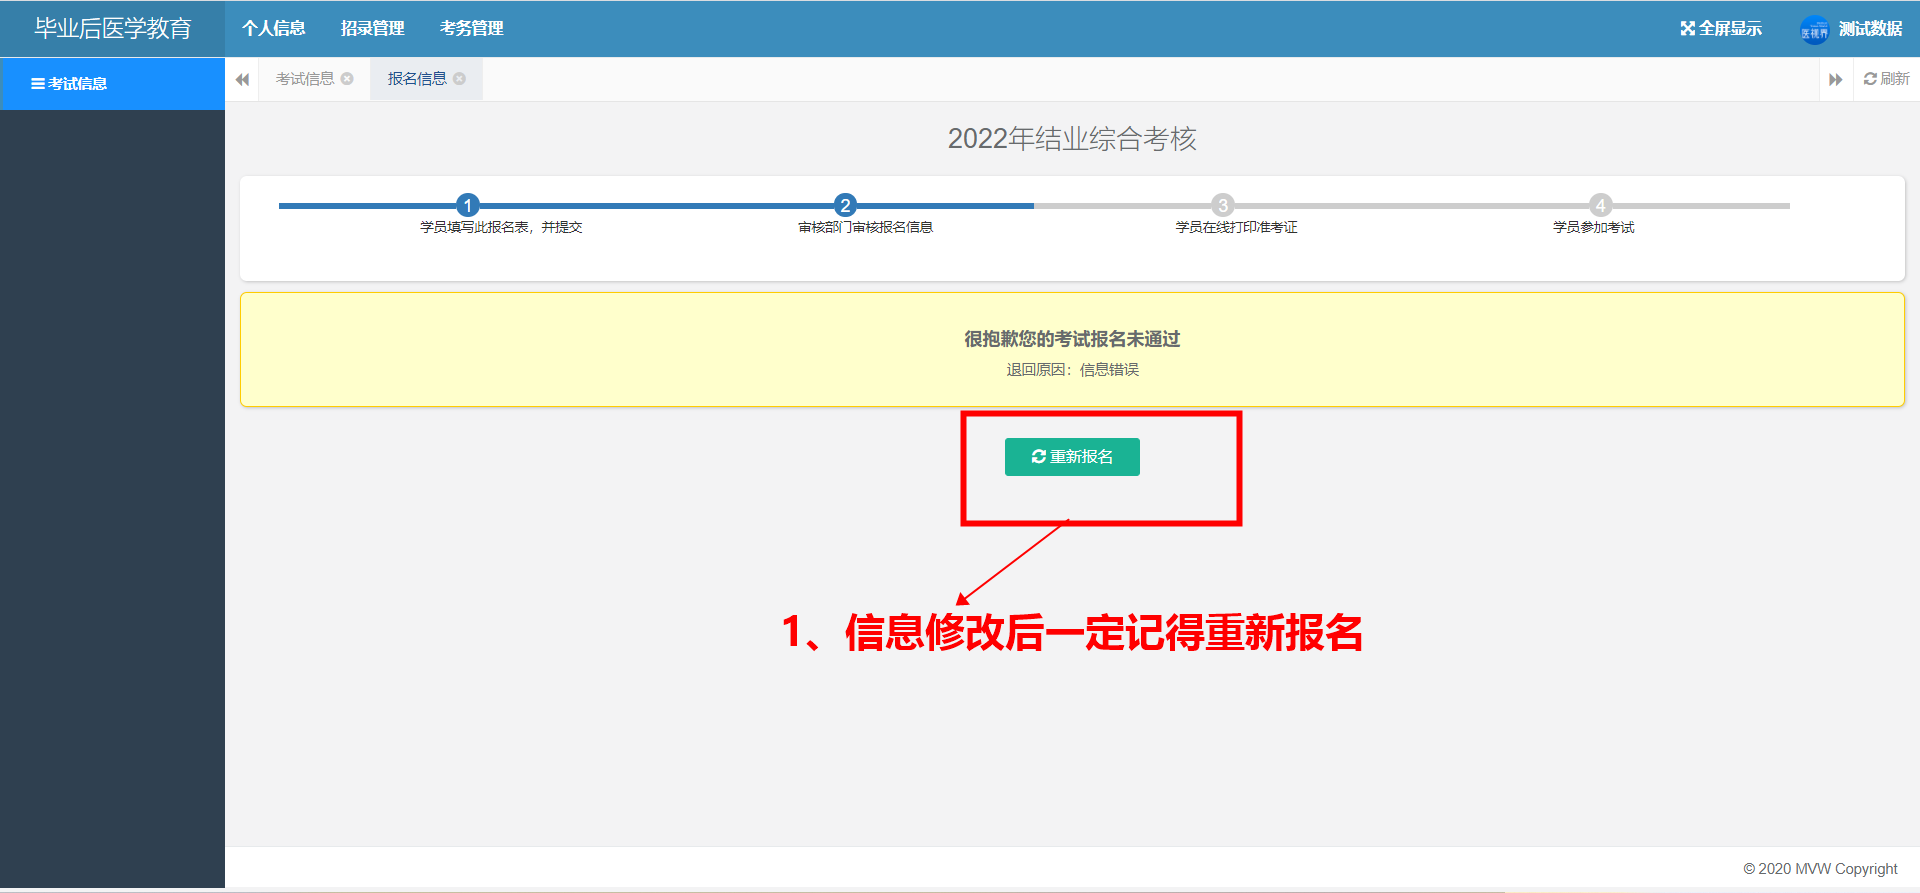 毕业后医学教育
个人信息
招录管理
考务管理
全屏显示
医视界
测试数据
考试信息
考试信息
报名信息
刷新
2022年结业综合考核
1
2
3
4
学员填写此报名表，并提交
审核部门审核报名信息
学员在线打印准考证
学员参加考试
很抱歉您的考试报名未通过
退回原因：信息错误
重新报名
1、信息修改后一定记得重新报名
© 2020 MVW Copyright